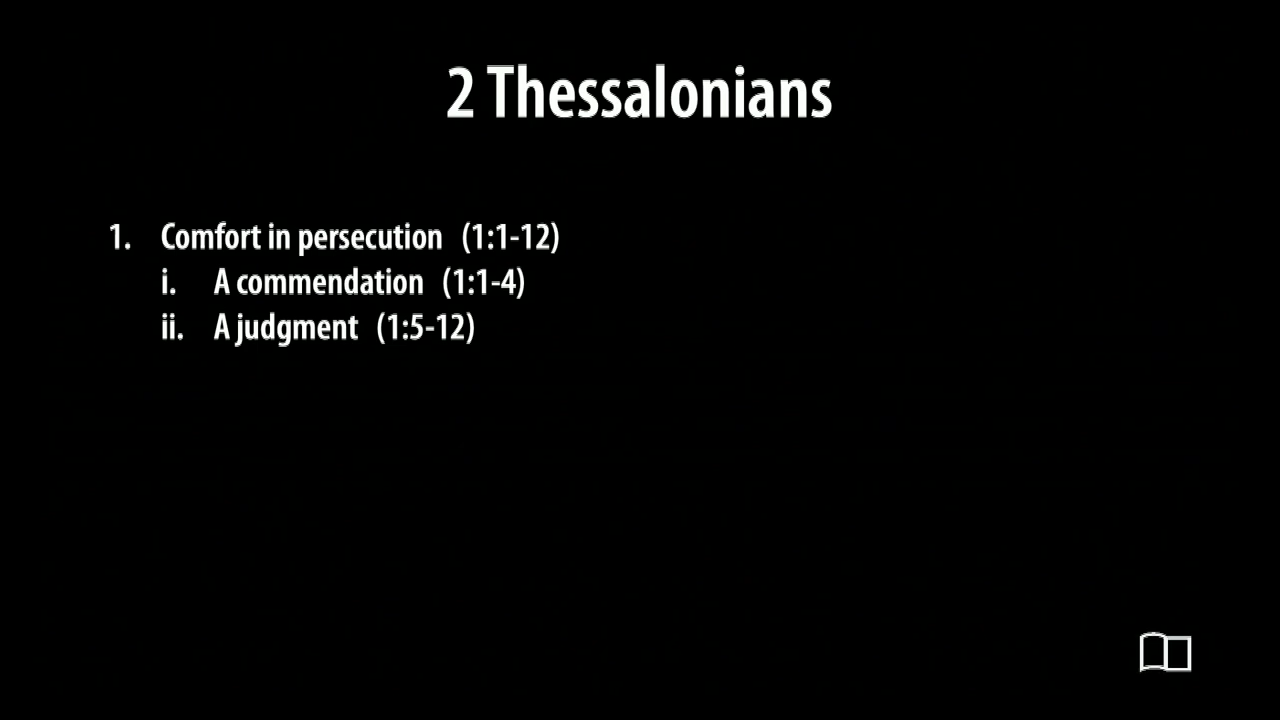 2 Thessalonians
1. Comfort in persecution (1:1-12)
i. A commendation (1:1-4)
ii. A judgment (1:5-12)